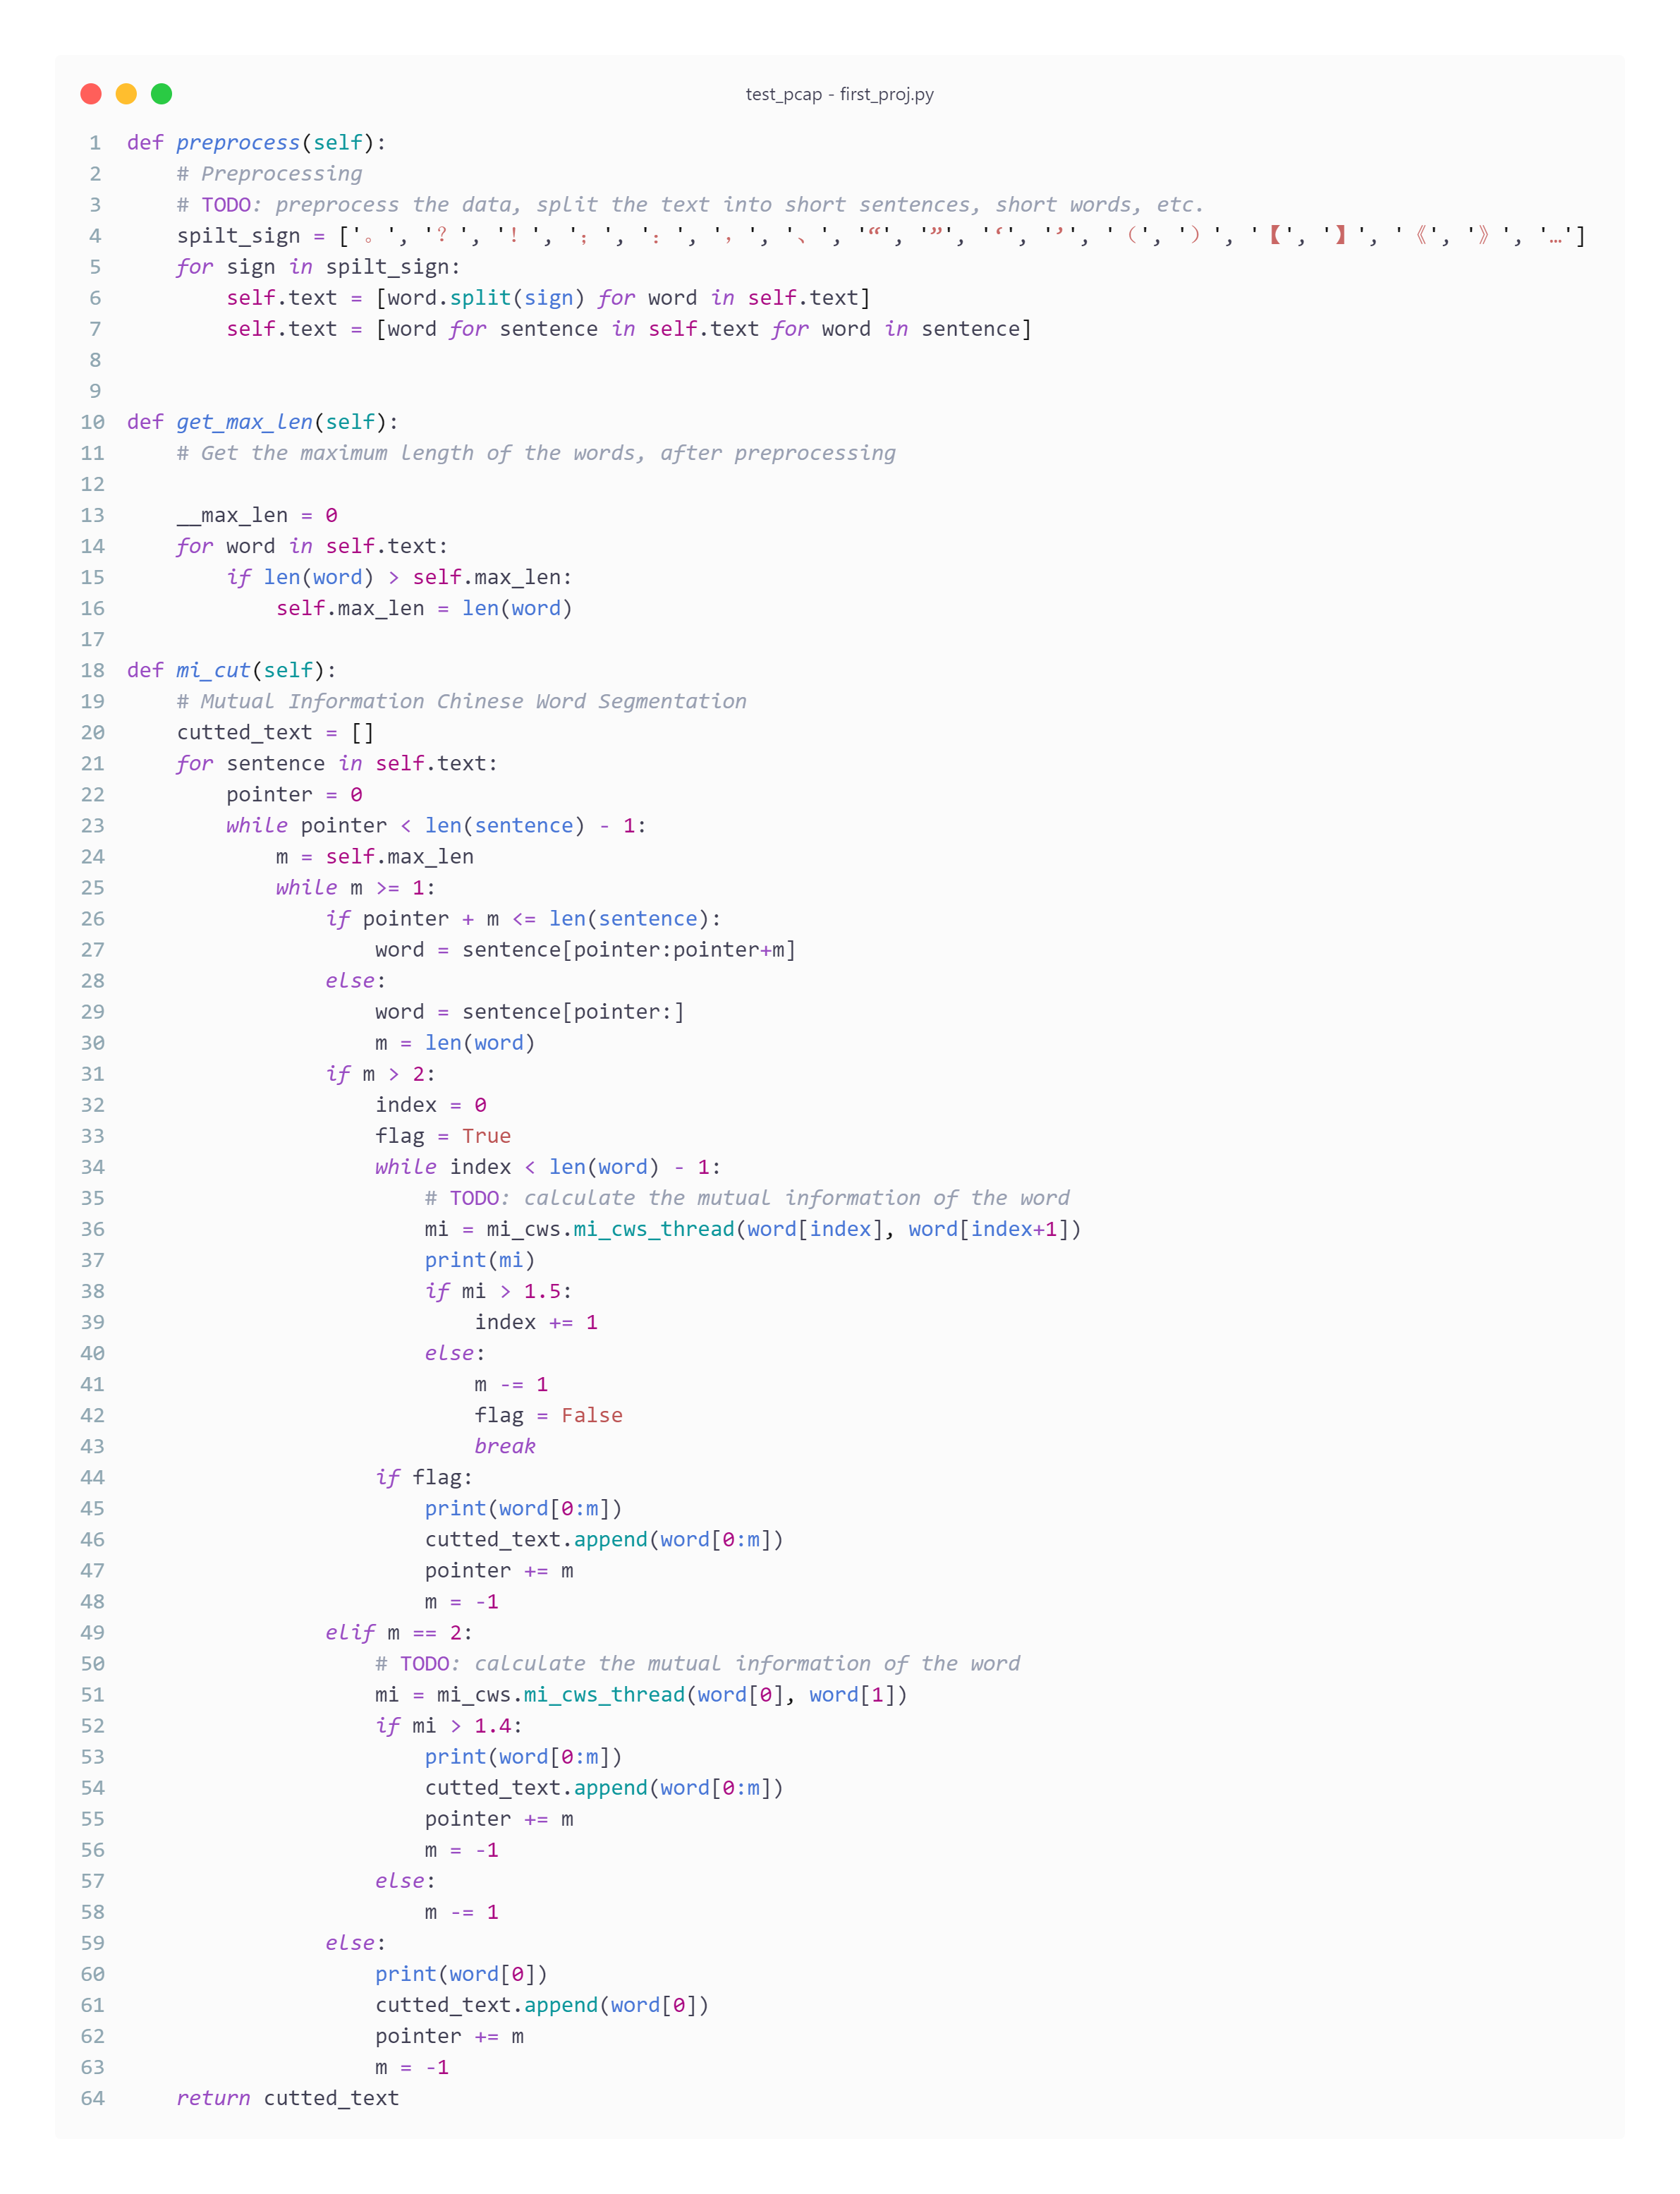 test_pcap - first_proj.py
1 def preprocess(self):
2     # Preprocessing
3     # TODO: preprocess the data, split the text into short sentences, short words, etc.
4     spilt_sign = ['。', '？', '！', '；', '：', '，', '、', '“', '”', '‘', '’', '（', '）', '【', '】', '《', '》', '…']
5     for sign in spilt_sign:
6         self.text = [word.split(sign) for word in self.text]
7         self.text = [word for sentence in self.text for word in sentence]
8
9
10 def get_max_len(self):
11     # Get the maximum length of the words, after preprocessing
12
13     __max_len = 0
14     for word in self.text:
15         if len(word) > self.max_len:
16             self.max_len = len(word)
17
18 def mi_cut(self):
19     # Mutual Information Chinese Word Segmentation
20     cutted_text = []
21     for sentence in self.text:
22         pointer = 0
23         while pointer < len(sentence) - 1:
24             m = self.max_len
25             while m >= 1:
26                 if pointer + m <= len(sentence):
27                     word = sentence[pointer:pointer+m]
28                 else:
29                     word = sentence[pointer:]
30                     m = len(word)
31                 if m > 2:
32                     index = 0
33                     flag = True
34                     while index < len(word) - 1:
35                         # TODO: calculate the mutual information of the word
36                         mi = mi_cws.mi_cws_thread(word[index], word[index+1])
37                         print(mi)
38                         if mi > 1.5:
39                             index += 1
40                         else:
41                             m -= 1
42                             flag = False
43                             break
44                     if flag:
45                         print(word[0:m])
46                         cutted_text.append(word[0:m])
47                         pointer += m
48                         m = -1
49                 elif m == 2:
50                     # TODO: calculate the mutual information of the word
51                     mi = mi_cws.mi_cws_thread(word[0], word[1])
52                     if mi > 1.4:
53                         print(word[0:m])
54                         cutted_text.append(word[0:m])
55                         pointer += m
56                         m = -1
57                     else:
58                         m -= 1
59                 else:
60                     print(word[0])
61                     cutted_text.append(word[0])
62                     pointer += m
63                     m = -1
64     return cutted_text